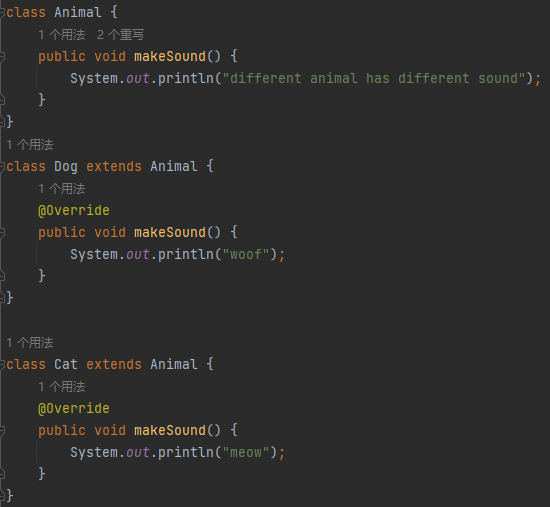 class Animal {
1 个用法 2 个重写
public void makeSound() {
System.out.println("different animal has different sound");
}
}
1 个用法
class Dog extends Animal {
1 个用法
@Override
public void makeSound() {
System.out.println("woof");
}
}
1 个用法
class Cat extends Animal {
1 个用法
@Override
public void makeSound() {
System.out.println("meow");
}
}